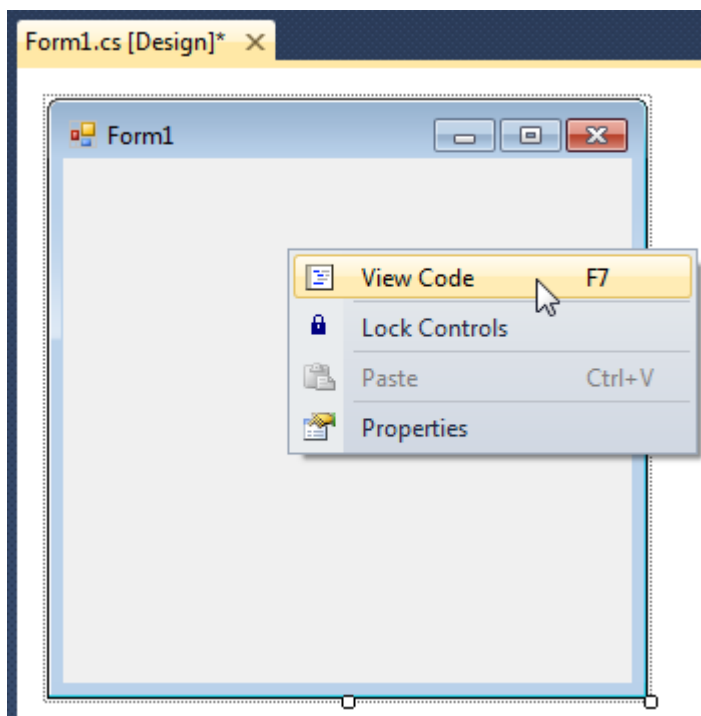 Form1.cs [Design]*
Form1
View Code F7
Lock Controls
Paste Ctrl+V
Properties